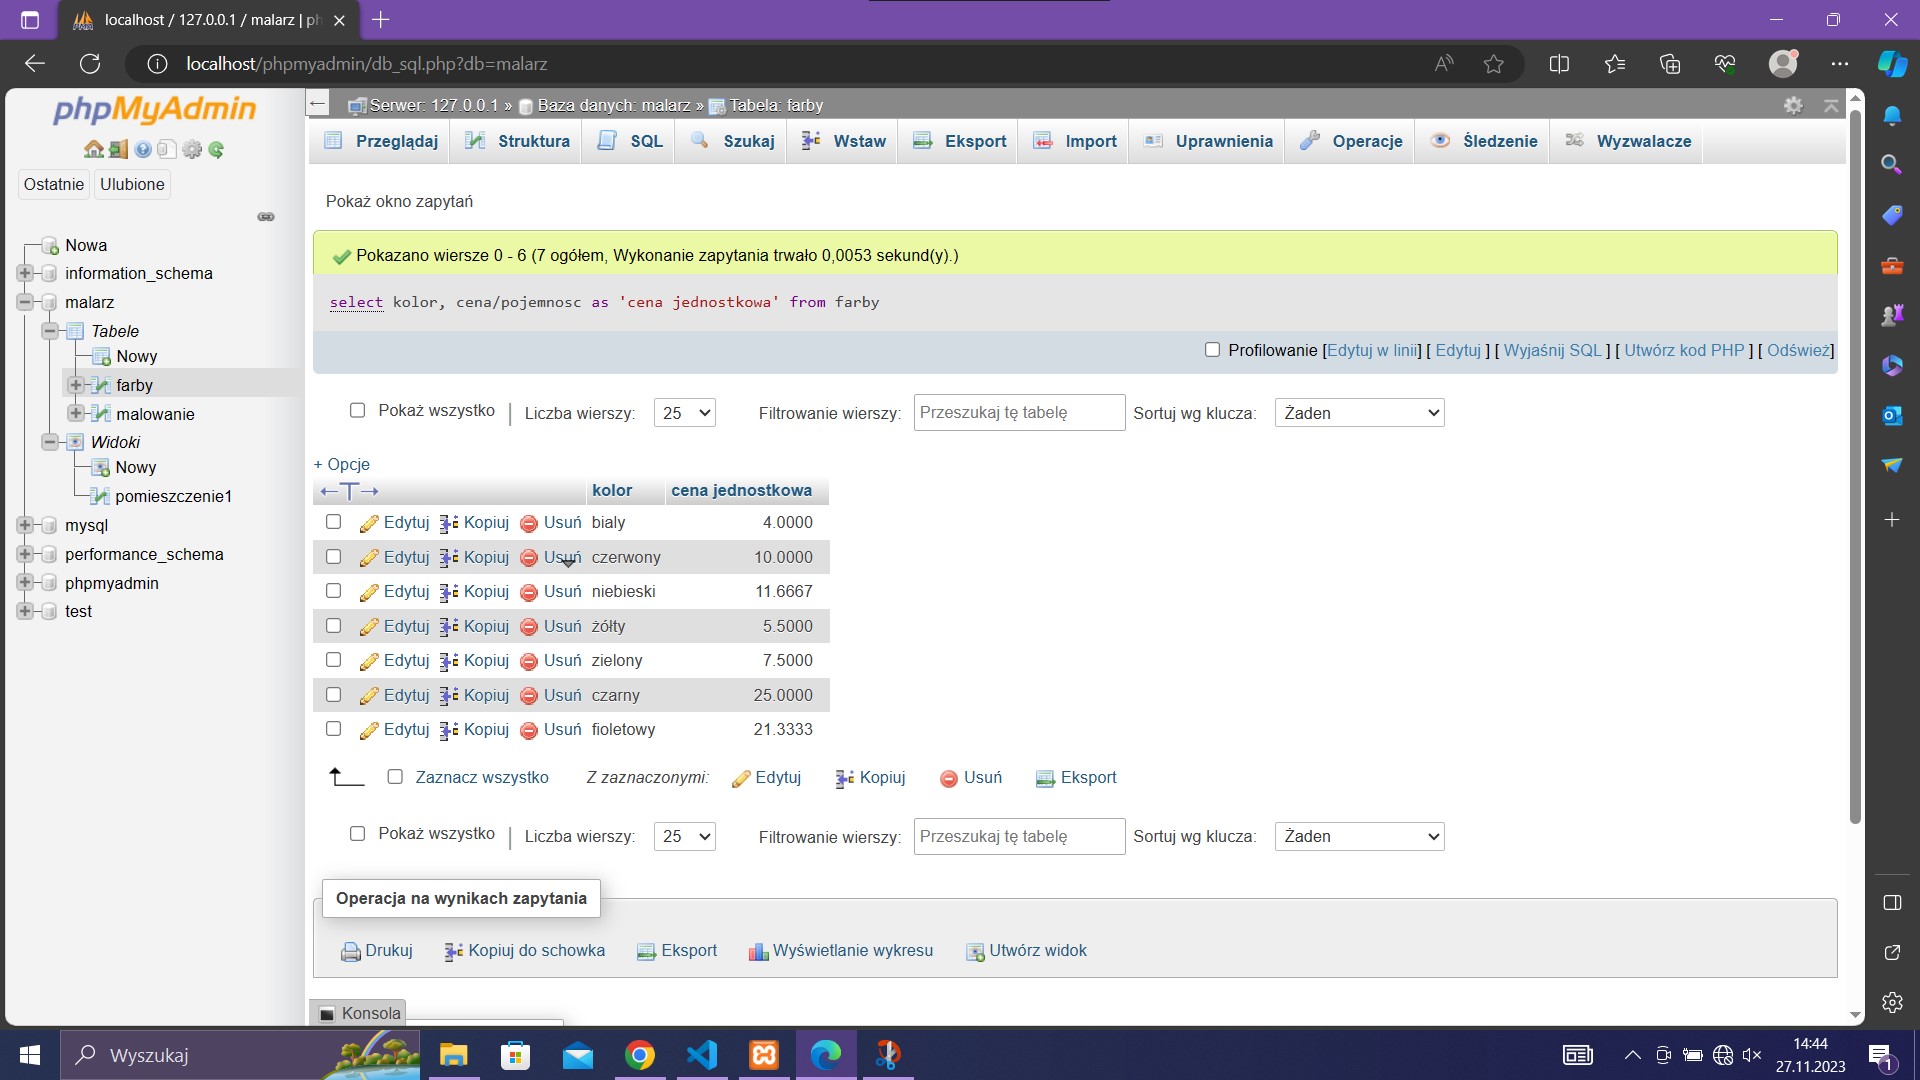 localhost / 127.0.0.1 / malarz | ph
localhost/phpmyadmin/db_sql.php?db=malarz
phpMyAdmin
Ostatnie Ulubione
Nowa
information_schema
malarz
Tabele
Nowy
farby
malowanie
Widoki
Nowy
pomieszczenie1
mysql
performance_schema
phpmyadmin
test
Serwer: 127.0.0.1 » Baza danych: malarz » Tabela: farby
Przeglądaj Struktura SQL Szukaj Wstaw Eksport Import Uprawnienia Operacje Śledzenie Wyzwalacze
Pokaż okno zapytań
Pokazano wiersze 0 - 6 (7 ogółem, Wykonanie zapytania trwało 0,0053 sekund(y).)
select kolor, cena/pojemnosc as 'cena jednostkowa' from farby
Profilowanie [Edytuj w linii] [ Edytuj ] [ Wyjaśnij SQL ] [ Utwórz kod PHP ] [ Odśwież]
Pokaż wszystko | Liczba wierszy: 25 Filtrowanie wierszy: Przeszukaj tę tabelę Sortuj wg klucza: Żaden
+ Opcje
←T→ kolor cena jednostkowa
Edytuj Kopiuj Usuń bialy 4.0000
Edytuj Kopiuj Usuń czerwony 10.0000
Edytuj Kopiuj Usuń niebieski 11.6667
Edytuj Kopiuj Usuń żółty 5.5000
Edytuj Kopiuj Usuń zielony 7.5000
Edytuj Kopiuj Usuń czarny 25.0000
Edytuj Kopiuj Usuń fioletowy 21.3333
Zaznacz wszystko Z zaznaczonymi: Edytuj Kopiuj Usuń Eksport
Pokaż wszystko | Liczba wierszy: 25 Filtrowanie wierszy: Przeszukaj tę tabelę Sortuj wg klucza: Żaden
Operacja na wynikach zapytania
Drukuj Kopiuj do schowka Eksport Wyświetlanie wykresu Utwórz widok
Konsola
Wyszukaj
14:44
27.11.2023
1